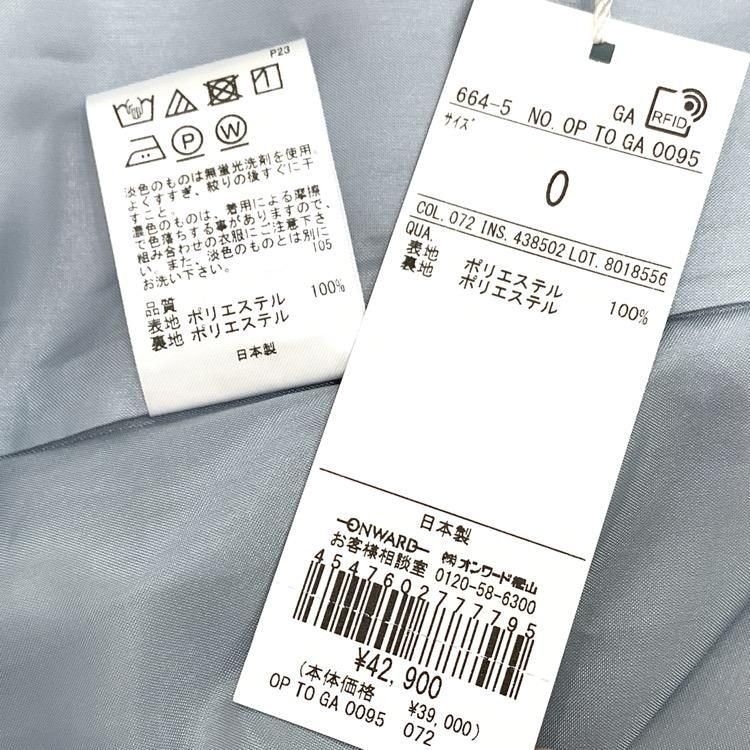 P23
P
W
淡色のものは無蛍光洗剤を使用。
よくすすぎ、絞りの後すぐに干
すこと。
濃色のものは、着用による摩擦
で色落ちする事がありますので、
組み合わせの衣服にご注意下さ
い。また、淡色のものとは別に
お洗い下さい。 105
品質
表地 ポリエステル 100%
裏地 ポリエステル
日本製
GA RFID
664-5 NO. OP TO GA 0095
サイズ
0
COL. 072 INS. 438502 LOT. 8018556
QUA.
表地 ポリエステル 100%
裏地 ポリエステル
日本製
ONWARD ㈱オンワード樫山
お客様相談室 0120-58-6300
4547602777795
¥42,900
(本体価格 ¥39,000)
OP TO GA 0095 072